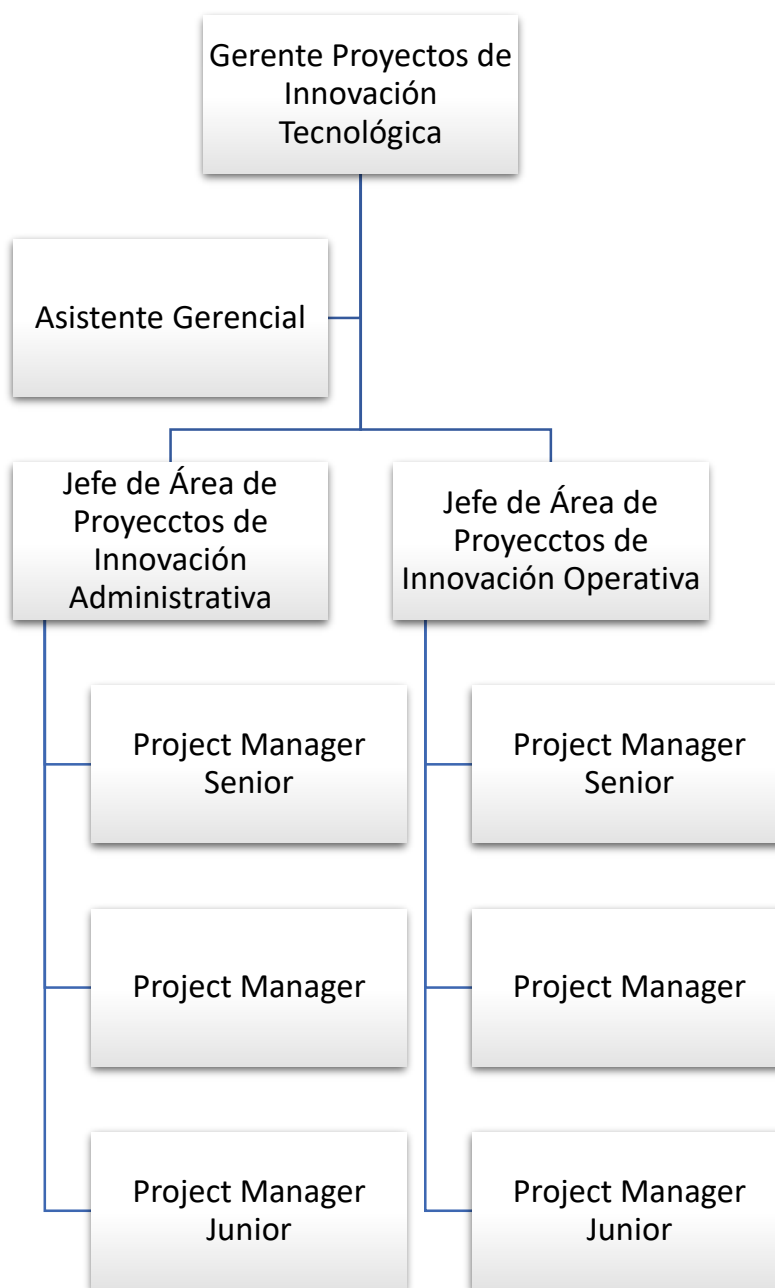 Gerente Proyectos de
Innovación
Tecnológica
Asistente Gerencial
Jefe de Área de
Proyecctos de
Innovación
Administrativa
Jefe de Área de
Proyecctos de
Innovación Operativa
Project Manager
Senior
Project Manager
Senior
Project Manager
Project Manager
Project Manager
Junior
Project Manager
Junior